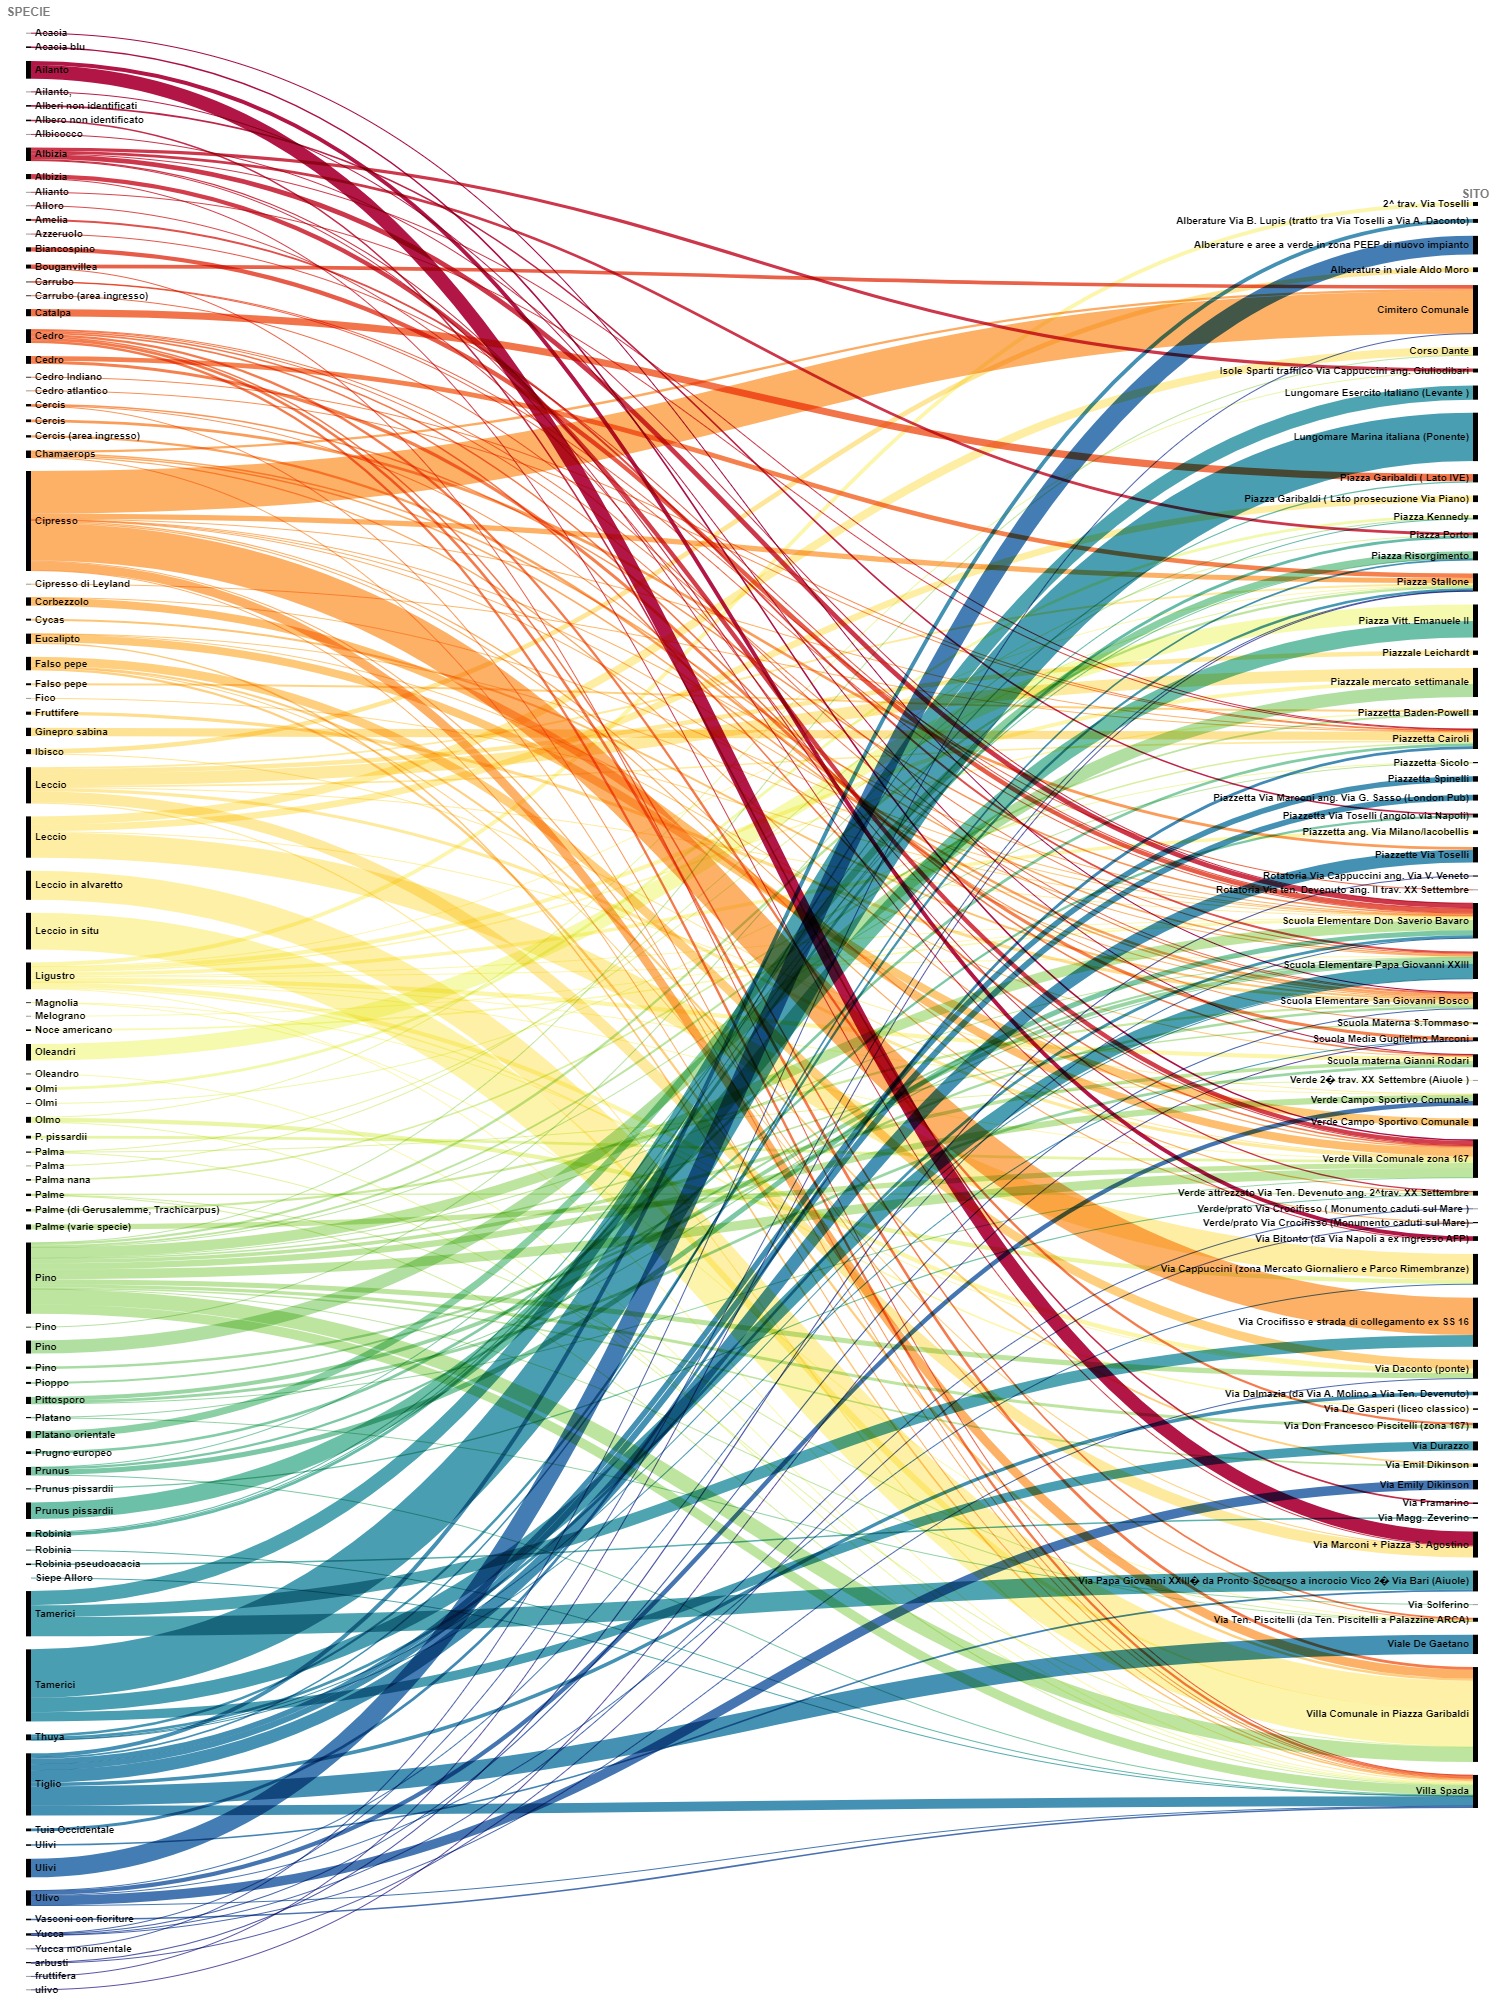 SPECIE
Acacia
Acacia blu
Ailanto
Ailanto,
Alberi non identificati
Albero non identificato
Albicocco
Albizia
Albizia
Alianto
Alloro
Amelia
Azzeruolo
Biancospino
Bouganvillea
Carrubo
Carrubo (area ingresso)
Catalpa
Cedro
Cedro
Cedro Indiano
Cedro atlantico
Cercis
Cercis
Cercis (area ingresso)
Chamaerops
Cipresso
Cipresso di Leyland
Corbezzolo
Cycas
Eucalipto
Falso pepe
Falso pepe
Fico
Fruttifere
Ginepro sabina
Ibisco
Leccio
Leccio
Leccio in alvaretto
Leccio in situ
Ligustro
Magnolia
Melograno
Noce americano
Oleandri
Oleandro
Olmi
Olmi
Olmo
P. pissardii
Palma
Palma
Palma nana
Palme
Palme (di Gerusalemme, Trachicarpus)
Palme (varie specie)
Pino
Pino
Pino
Pino
Pioppo
Pittosporo
Platano
Platano orientale
Prugno europeo
Prunus
Prunus pissardii
Prunus pissardii
Robinia
Robinia
Robinia pseudoacacia
Siepe Alloro
Tamerici
Tamerici
Thuya
Tiglio
Tuia Occidentale
Ulivi
Ulivi
Ulivo
Vasconi con fioriture
Yucca
Yucca monumentale
arbusti
fruttifera
ulivo
SITO
2^ trav. Via Toselli
Alberature Via B. Lupis (tratto tra Via Toselli a Via A. Daconto)
Alberature e aree a verde in zona PEEP di nuovo impianto
Alberature in viale Aldo Moro
Cimitero Comunale
Corso Dante
Isole Sparti traffico Via Cappuccini ang. Giuliodibari
Lungomare Esercito Italiano (Levante )
Lungomare Marina italiana (Ponente)
Piazza Garibaldi ( Lato IVE)
Piazza Garibaldi ( Lato prosecuzione Via Piano)
Piazza Kennedy
Piazza Porto
Piazza Risorgimento
Piazza Stallone
Piazza Vitt. Emanuele II
Piazzale Leichardt
Piazzale mercato settimanale
Piazzetta Baden-Powell
Piazzetta Cairoli
Piazzetta Sicolo
Piazzetta Spinelli
Piazzetta Via Marconi ang. Via G. Sasso (London Pub)
Piazzetta Via Toselli (angolo via Napoli)
Piazzetta ang. Via Milano/Iacobellis
Piazzette Via Toselli
Rotatoria Via Cappuccini ang. Via V. Veneto
Rotatoria Via ten. Devenuto ang. II trav. XX Settembre
Scuola Elementare Don Saverio Bavaro
Scuola Elementare Papa Giovanni XXIII
Scuola Elementare San Giovanni Bosco
Scuola Materna S.Tommaso
Scuola Media Guglielmo Marconi
Scuola materna Gianni Rodari
Verde 2� trav. XX Settembre (Aiuole )
Verde Campo Sportivo Comunale
Verde Campo Sportivo Comunale
Verde Villa Comunale zona 167
Verde attrezzato Via Ten. Devenuto ang. 2^trav. XX Settembre
Verde/prato Via Crocifisso ( Monumento caduti sul Mare )
Verde/prato Via Crocifisso (Monumento caduti sul Mare)
Via Bitonto (da Via Napoli a ex ingresso AFP)
Via Cappuccini (zona Mercato Giornaliero e Parco Rimembranze)
Via Crocifisso e strada di collegamento ex SS 16
Via Daconto (ponte)
Via Dalmazia (da Via A. Molino a Via Ten. Devenuto)
Via De Gasperi (liceo classico)
Via Don Francesco Piscitelli (zona 167)
Via Durazzo
Via Emil Dikinson
Via Emily Dikinson
Via Framarino
Via Magg. Zeverino
Via Marconi + Piazza S. Agostino
Via Papa Giovanni XXIII� da Pronto Soccorso a incrocio Vico 2� Via Bari (Aiuole)
Via Solferino
Via Ten. Piscitelli (da Ten. Piscitelli a Palazzine ARCA)
Viale De Gaetano
Villa Comunale in Piazza Garibaldi
Villa Spada